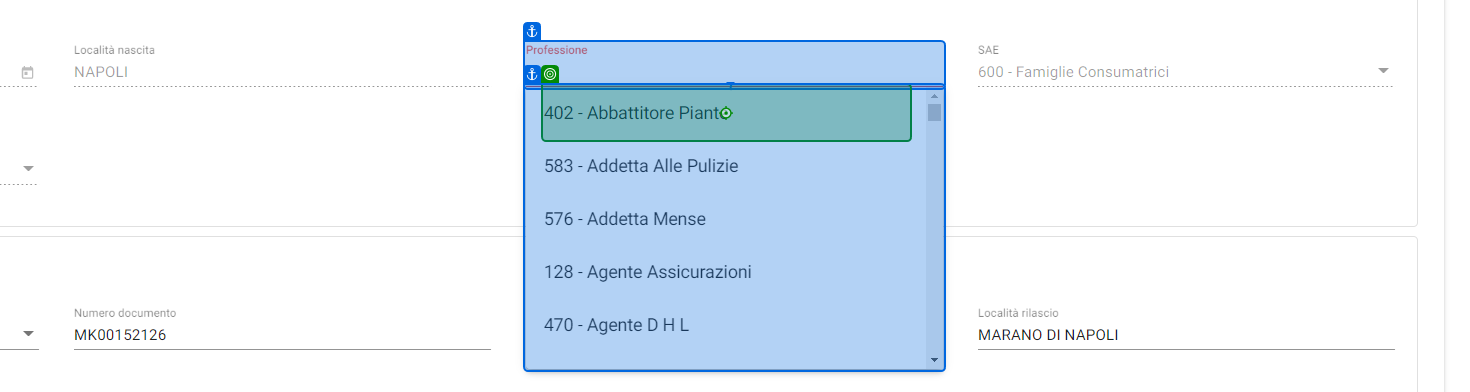 Località nascita
NAPOLI
Professione
SAE
600 - Famiglie Consumatrici
402 - Abbattitore Piante
583 - Addetta Alle Pulizie
576 - Addetta Mense
128 - Agente Assicurazioni
470 - Agente D H L
Numero documento
MK00152126
Località rilascio
MARANO DI NAPOLI